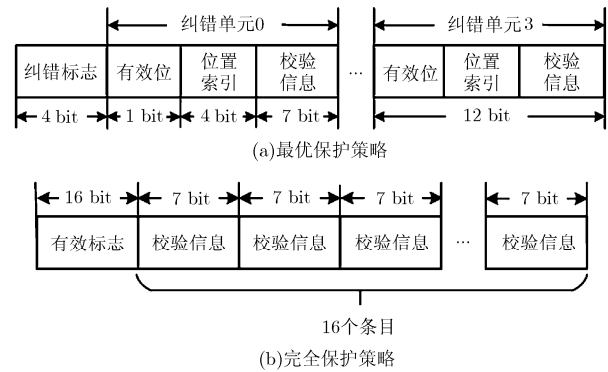 纠错单元0 纠错单元3
纠错标志 有效位 位置索引 校验信息 ... 有效位 位置索引 校验信息
4 bit 1 bit 4 bit 7 bit 12 bit
(a)最优保护策略
16 bit 7 bit 7 bit 7 bit 7 bit
有效标志 校验信息 校验信息 校验信息 ... 校验信息
16个条目
(b)完全保护策略